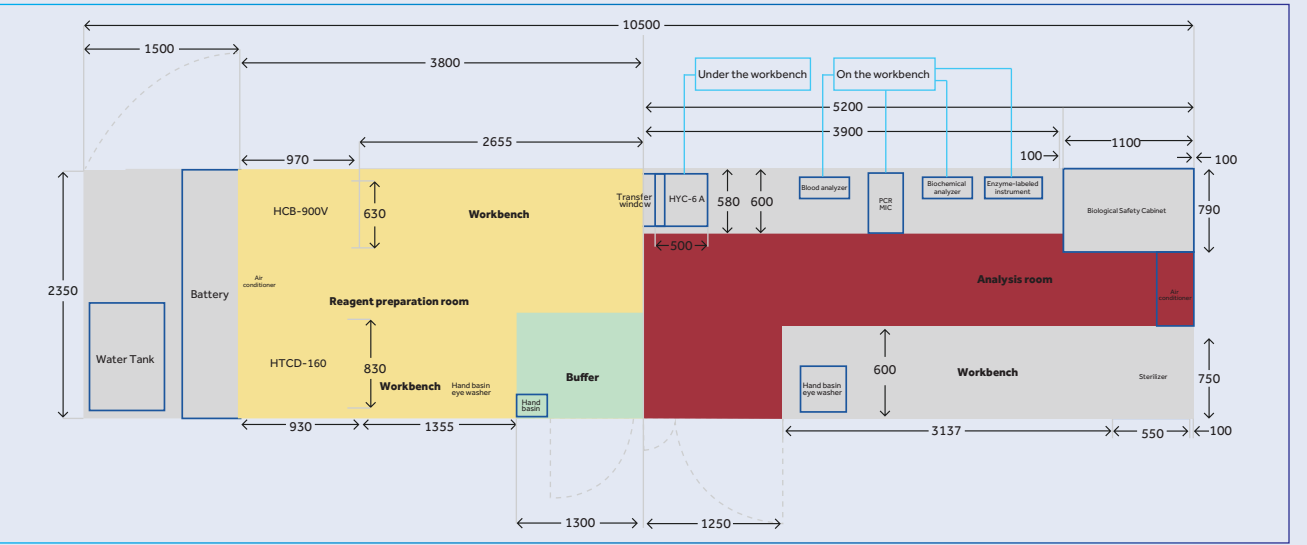 10500
1500
3800
Under the workbench
On the workbench
5200
3900
2655
1100
970
100
100
HCB-900V
630
Workbench
Transfer
window
HYC-6 A
580
600
Blood analyzer
PCR
MIC
Biochemical
analyzer
Enzyme-labeled
instrument
Biological Safety Cabinet
790
500
2350
Battery
Air
conditioner
Reagent preparation room
Analysis room
Air
conditioner
Water Tank
HTCD-160
830
Workbench
Hand basin
eye washer
Buffer
Hand
basin
Hand basin
eye washer
600
Workbench
Sterilizer
750
930
1355
3137
550
100
1300
1250